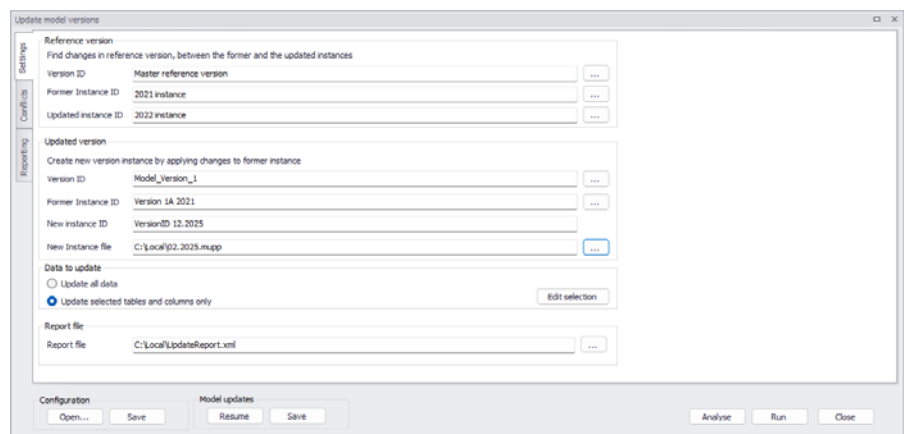 Update model versions
Settings
Conflicts
Reporting
Reference version
Find changes in reference version, between the former and the updated instances
Version ID Master reference version ...
Former Instance ID 2021 instance ...
Updated instance ID 2022 instance ...
Updated version
Create new version instance by applying changes to former instance
Version ID Model_Version_1 ...
Former Instance ID Version 1A 2021 ...
New instance ID VersionID 12.2025
New Instance file C:\Local\02.2025.mupp ...
Data to update
Update all data
Update selected tables and columns only Edit selection
Report file
Report file C:\Local\UpdateReport.xml ...
Configuration Model updates
Open... Save Resume Save Analyse Run Close